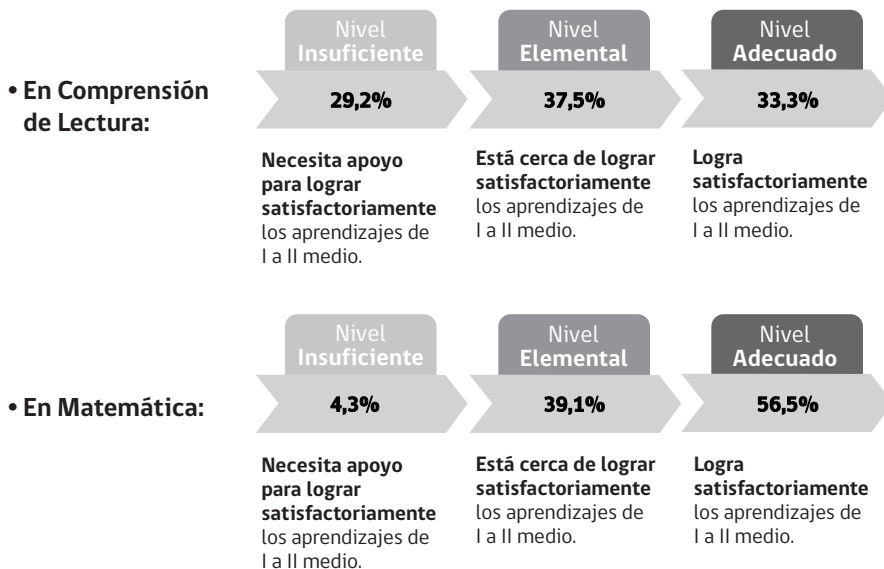 Nivel
Insuficiente
Nivel
Elemental
Nivel
Adecuado
• En Comprensión
de Lectura:
29,2%
37,5%
33,3%
Necesita apoyo
para lograr
satisfactoriamente
los aprendizajes de
I a II medio.
Está cerca de lograr
satisfactoriamente
los aprendizajes de
I a II medio.
Logra
satisfactoriamente
los aprendizajes de
I a II medio.
Nivel
Insuficiente
Nivel
Elemental
Nivel
Adecuado
• En Matemática:
4,3%
39,1%
56,5%
Necesita apoyo
para lograr
satisfactoriamente
los aprendizajes de
I a II medio.
Está cerca de lograr
satisfactoriamente
los aprendizajes de
I a II medio.
Logra
satisfactoriamente
los aprendizajes de
I a II medio.